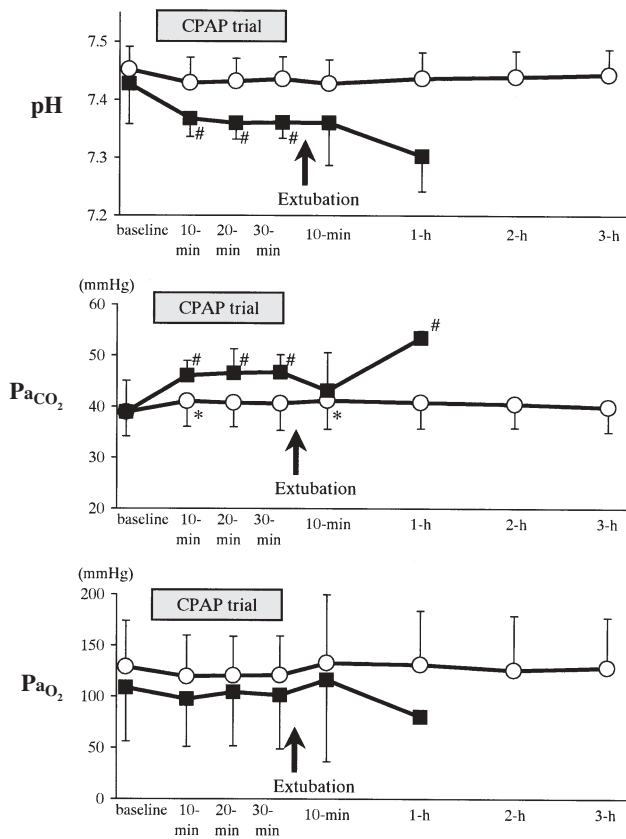 CPAP trial
7.5
7.4
7.3
7.2
pH
#
#
#
Extubation
baseline 10-min 20-min 30-min 10-min 1-h 2-h 3-h
(mmHg)
CPAP trial
60
50
40
30
20
PaCO2
#
#
#
#
*
*
Extubation
baseline 10-min 20-min 30-min 10-min 1-h 2-h 3-h
(mmHg)
CPAP trial
200
150
100
50
0
PaO2
Extubation
baseline 10-min 20-min 30-min 10-min 1-h 2-h 3-h